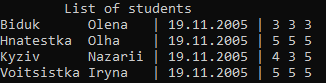 List of students
Biduk Olena | 19.11.2005 | 3 3 3
Hnatestka Olha | 19.11.2005 | 5 5 5
Kyziv Nazarii | 19.11.2005 | 4 3 5
Voitsistka Iryna | 19.11.2005 | 5 5 5